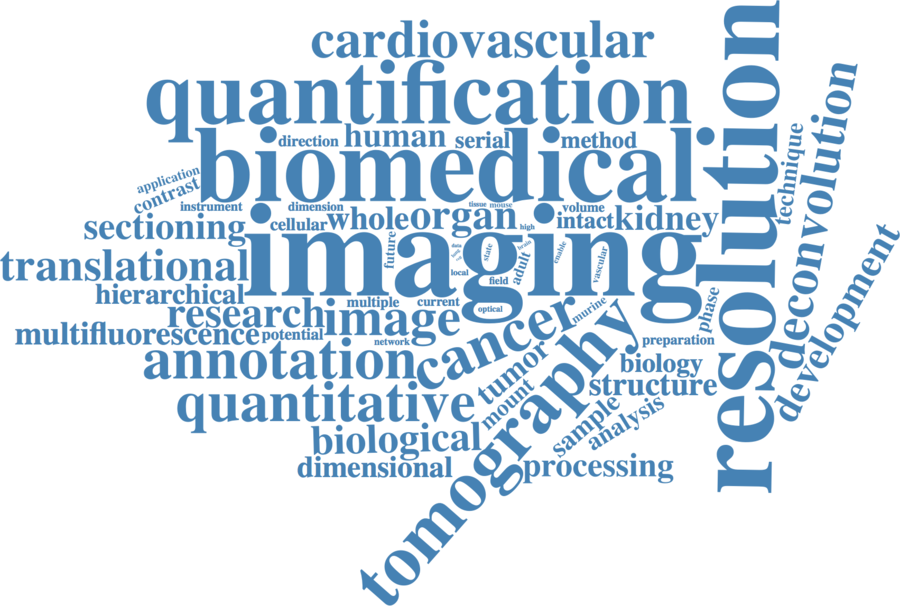 cardiovascular
quantification
direction
human
serial
method
biomedical
resolution
technique
deconvolution
development
application
contrast
instrument
dimension
tissue
mouse
volume
sectioning
cellular
whole
organ
high
intact
kidney
imaging
future
data
local
state
field
adult
brain
enable
vascular
translational
hierarchical
research
multiple
current
optical
murine
phase
multifluorescence
potential
image
network
cancer
preparation
annotation
tumor
tomography
biology
structure
quantitative
mount
sample
analysis
biological
dimensional
processing